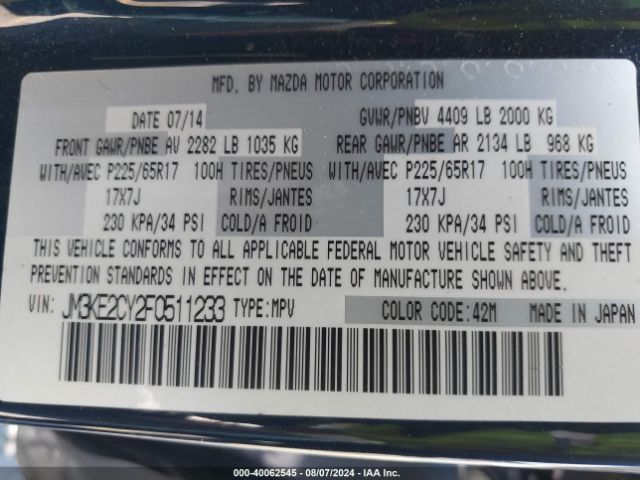 MFD. BY MAZDA MOTOR CORPORATION
DATE 07/14 GVWR/PNBV 4409 LB 2000 KG
FRONT GAWR/PNBE AV 2282 LB 1035 KG REAR GAWR/PNBE AR 2134 LB 968 KG
WITH/AVEC P225/65R17 100H TIRES/PNEUS WITH/AVEC P225/65R17 100H TIRES/PNEUS
17X7J RIMS/JANTES 17X7J RIMS/JANTES
230 KPA/34 PSI COLD/A FROID 230 KPA/34 PSI COLD/A FROID
THIS VEHICLE CONFORMS TO ALL APPLICABLE FEDERAL MOTOR VEHICLE SAFETY AND THEFT
PREVENTION STANDARDS IN EFFECT ON THE DATE OF MANUFACTURE SHOWN ABOVE.
VIN: JM3KE2CY2F0511233 TYPE:MPV COLOR CODE:42M MADE IN JAPAN
000-40062545 - 08/07/2024 - IAA Inc.